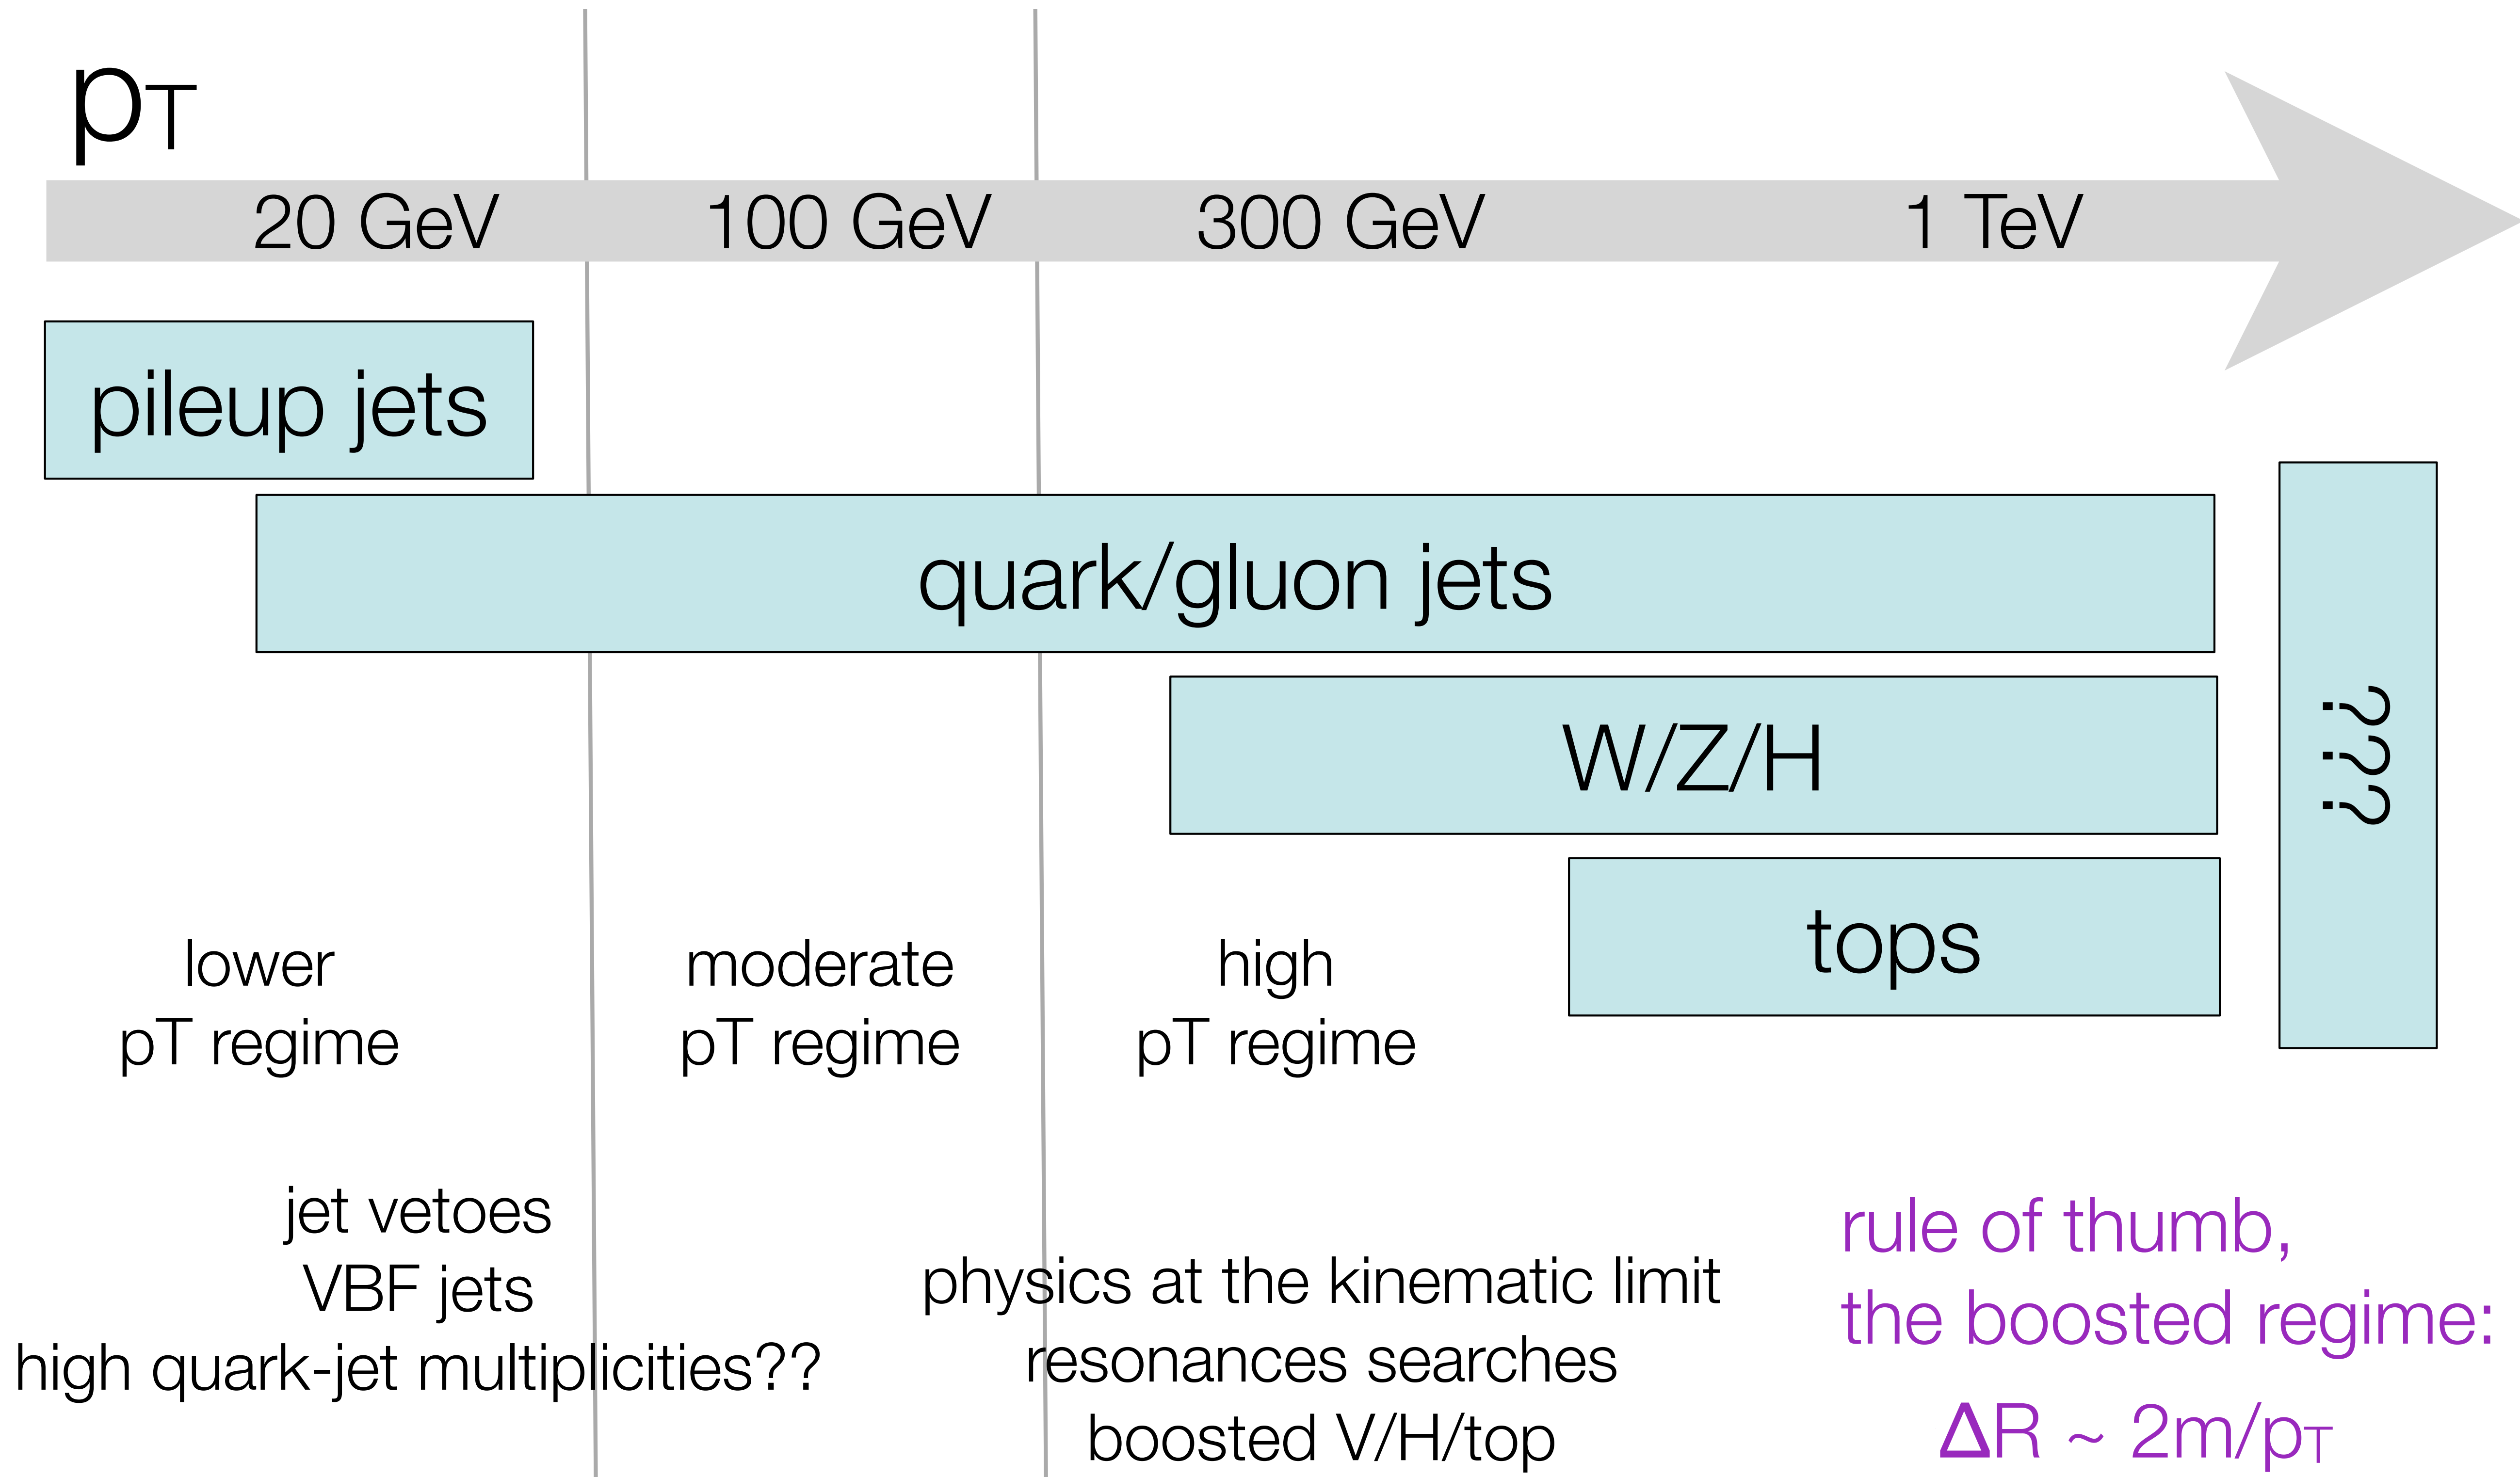 pT
20 GeV 100 GeV 300 GeV 1 TeV
pileup jets
quark/gluon jets
W/Z/H
tops
???
lower
pT regime
moderate
pT regime
high
pT regime
jet vetoes
VBF jets
high quark-jet multiplicities??
physics at the kinematic limit
resonances searches
boosted V/H/top
rule of thumb,
the boosted regime:
ΔR ~ 2m/pT